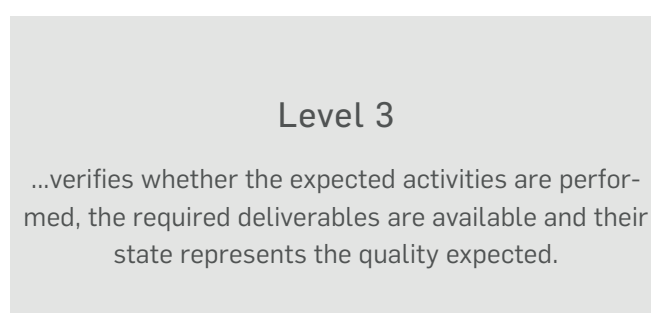 Level 3
...verifies whether the expected activities are perfor-
med, the required deliverables are available and their
state represents the quality expected.